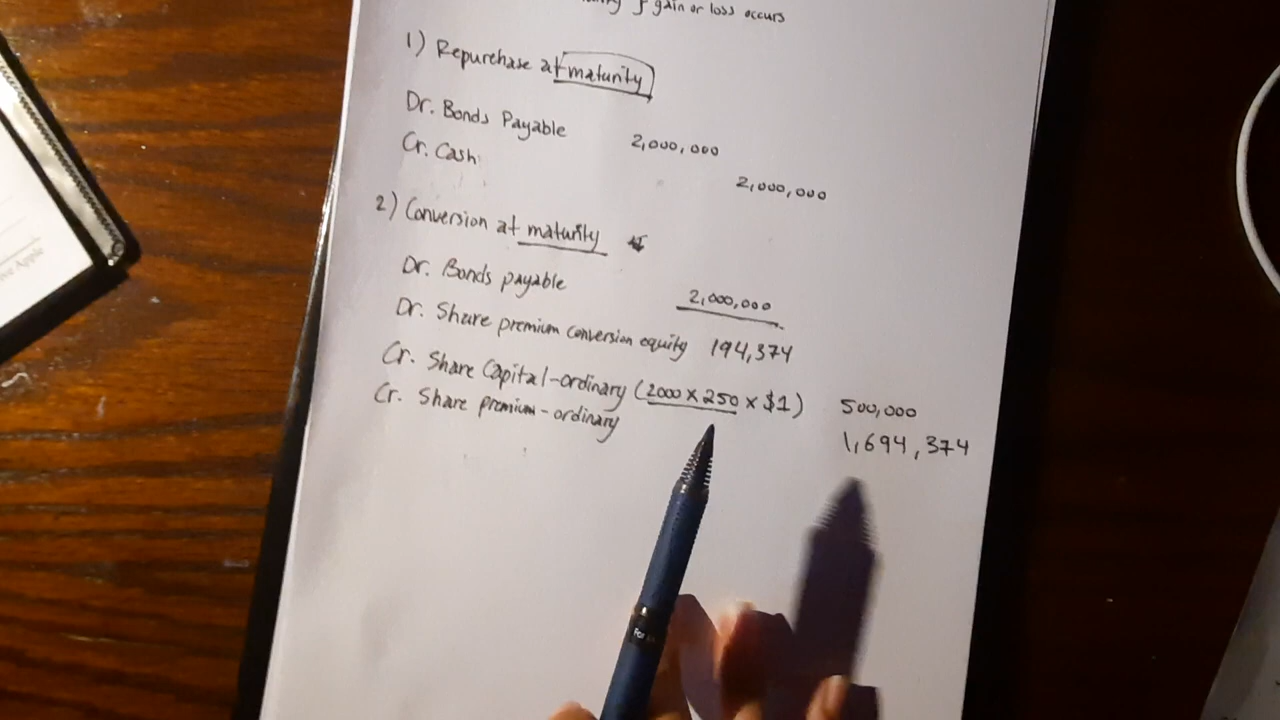 gain or loss occurs
1) Repurchase at maturity
Dr. Bonds Payable 2,000,000
Cr. Cash 2,000,000
2) Conversion at maturity
Dr. Bonds payable 2,000,000
Dr. Share premium conversion equity 194,374
Cr. Share Capital-ordinary (2000 x 250 x $1) 500,000
Cr. Share premium-ordinary 1,694,374